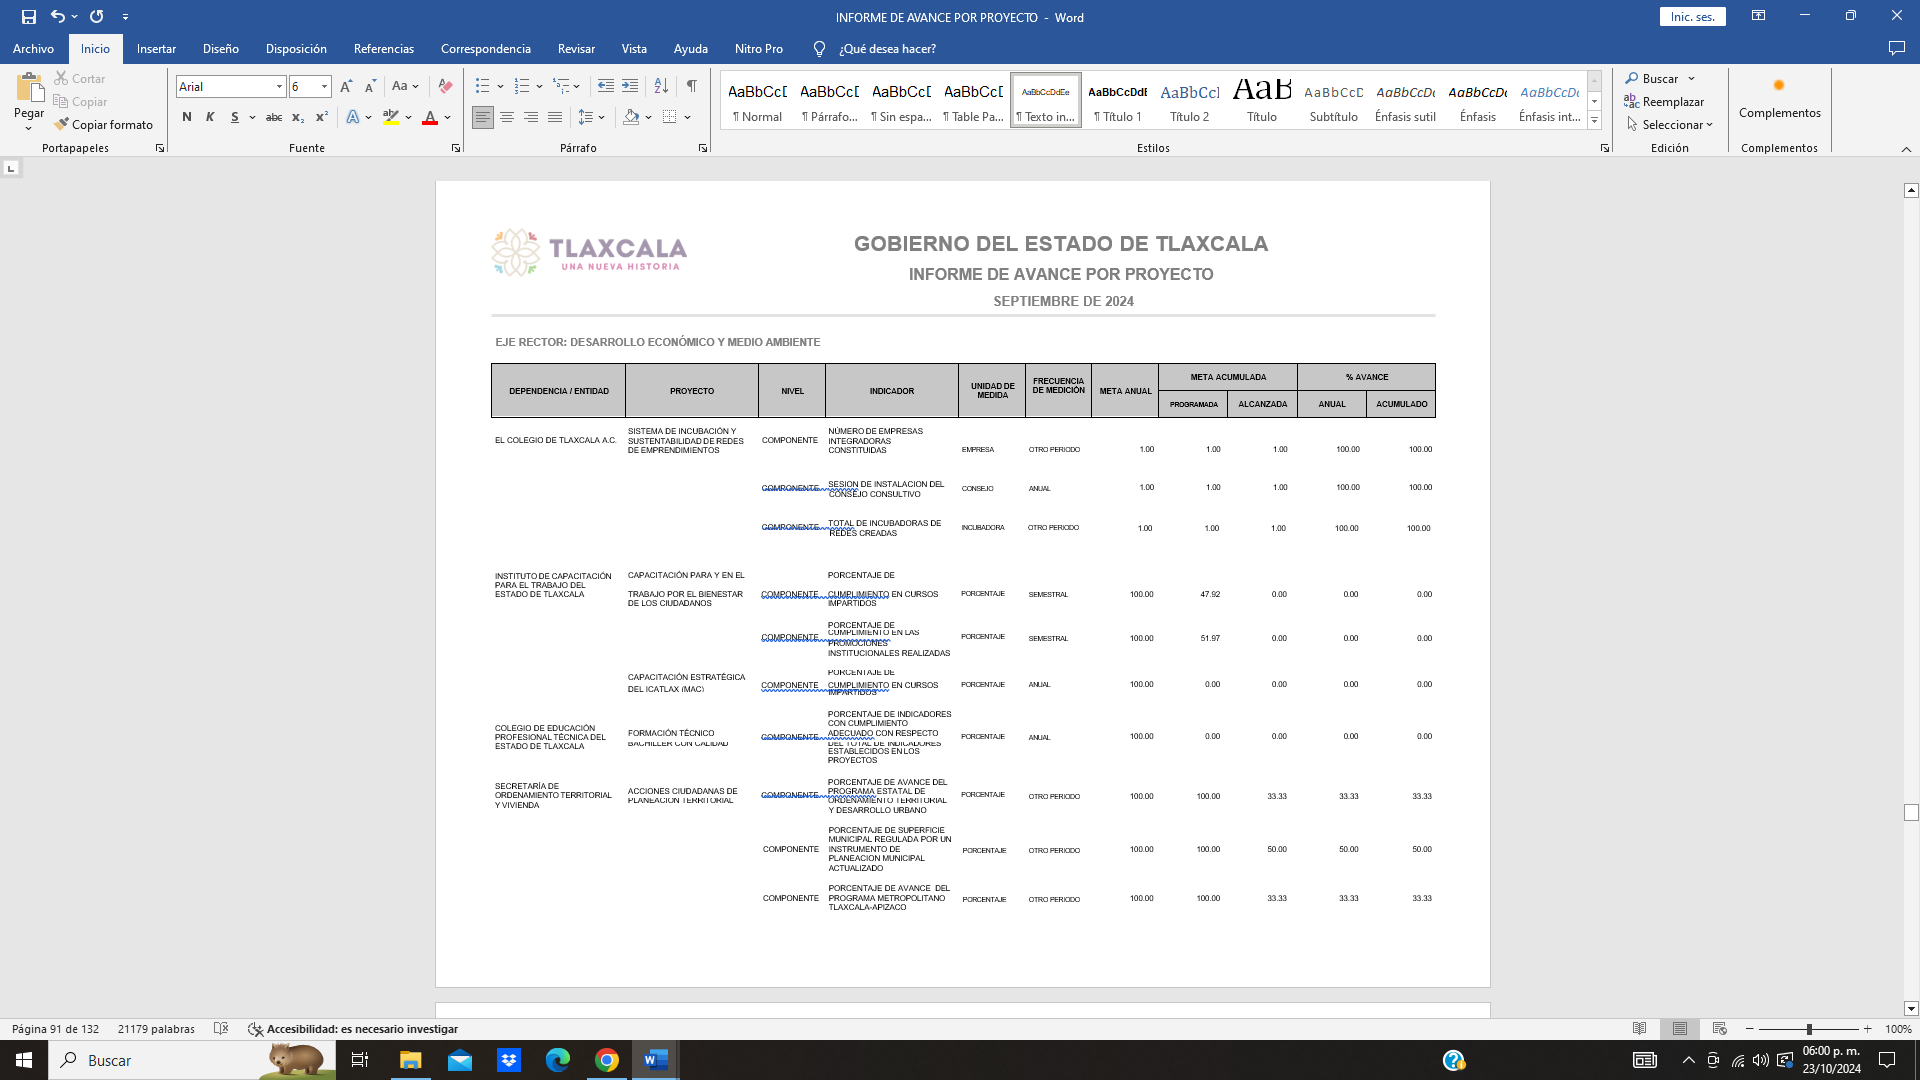 INFORME DE AVANCE POR PROYECTO - Word
Inic. ses.
Archivo Inicio Insertar Diseño Disposición Referencias Correspondencia Revisar Vista Ayuda Nitro Pro ¿Qué desea hacer?
Pegar
Cortar
Copiar
Copiar formato
Portapapeles
Arial 6
N K S abc x₂ x²
Fuente
Párrafo
AaBbCcD AaBbCcD AaBbCcD AaBbCcD AaBbCcDdEe AaBbCcDdE AaBbCcI AaB AaBbCcD AaBbCcDc AaBbCcDc AaBbCcDc
¶ Normal ¶ Párrafo... ¶ Sin espa... ¶ Table Pa... ¶ Texto in... ¶ Título 1 Título 2 Título Subtítulo Énfasis sutil Énfasis Énfasis int...
Estilos
Buscar
Reemplazar
Seleccionar
Edición
Complementos
Complementos
TLAXCALA
UNA NUEVA HISTORIA
GOBIERNO DEL ESTADO DE TLAXCALA
INFORME DE AVANCE POR PROYECTO
SEPTIEMBRE DE 2024
EJE RECTOR: DESARROLLO ECONÓMICO Y MEDIO AMBIENTE
DEPENDENCIA / ENTIDAD PROYECTO NIVEL INDICADOR UNIDAD DE MEDIDA FRECUENCIA DE MEDICIÓN META ANUAL META ACUMULADA % AVANCE
PROGRAMADA ALCANZADA ANUAL ACUMULADO
EL COLEGIO DE TLAXCALA A.C. SISTEMA DE INCUBACIÓN Y SUSTENTABILIDAD DE REDES DE EMPRENDIMIENTOS COMPONENTE NÚMERO DE EMPRESAS INTEGRADORAS CONSTITUIDAS EMPRESA OTRO PERIODO 1.00 1.00 1.00 100.00 100.00
COMPONENTE SESION DE INSTALACION DEL CONSEJO CONSULTIVO CONSEJO ANUAL 1.00 1.00 1.00 100.00 100.00
COMPONENTE TOTAL DE INCUBADORAS DE REDES CREADAS INCUBADORA OTRO PERIODO 1.00 1.00 1.00 100.00 100.00
INSTITUTO DE CAPACITACIÓN PARA EL TRABAJO DEL ESTADO DE TLAXCALA CAPACITACIÓN PARA Y EN EL TRABAJO POR EL BIENESTAR DE LOS CIUDADANOS COMPONENTE PORCENTAJE DE CUMPLIMIENTO EN CURSOS IMPARTIDOS PORCENTAJE SEMESTRAL 100.00 47.92 0.00 0.00 0.00
COMPONENTE PORCENTAJE DE CUMPLIMIENTO EN LAS PROMOCIONES INSTITUCIONALES REALIZADAS PORCENTAJE SEMESTRAL 100.00 51.97 0.00 0.00 0.00
CAPACITACIÓN ESTRATÉGICA DEL ICATLAX (MAC) COMPONENTE PORCENTAJE DE CUMPLIMIENTO EN CURSOS IMPARTIDOS PORCENTAJE ANUAL 100.00 0.00 0.00 0.00 0.00
COLEGIO DE EDUCACIÓN PROFESIONAL TÉCNICA DEL ESTADO DE TLAXCALA FORMACIÓN TÉCNICO BACHILLER CON CALIDAD COMPONENTE PORCENTAJE DE INDICADORES CON CUMPLIMIENTO ADECUADO CON RESPECTO DEL TOTAL DE INDICADORES ESTABLECIDOS EN LOS PROYECTOS PORCENTAJE ANUAL 100.00 0.00 0.00 0.00 0.00
SECRETARÍA DE ORDENAMIENTO TERRITORIAL Y VIVIENDA ACCIONES CIUDADANAS DE PLANEACION TERRITORIAL COMPONENTE PORCENTAJE DE AVANCE DEL PROGRAMA ESTATAL DE ORDENAMIENTO TERRITORIAL Y DESARROLLO URBANO PORCENTAJE OTRO PERIODO 100.00 100.00 33.33 33.33 33.33
COMPONENTE PORCENTAJE DE SUPERFICIE MUNICIPAL REGULADA POR UN INSTRUMENTO DE PLANEACION MUNICIPAL ACTUALIZADO PORCENTAJE OTRO PERIODO 100.00 100.00 50.00 50.00 50.00
COMPONENTE PORCENTAJE DE AVANCE DEL PROGRAMA METROPOLITANO TLAXCALA-APIZACO PORCENTAJE OTRO PERIODO 100.00 100.00 33.33 33.33 33.33
Página 91 de 132 21179 palabras Accesibilidad: es necesario investigar 100%
Buscar
06:00 p. m.
23/10/2024